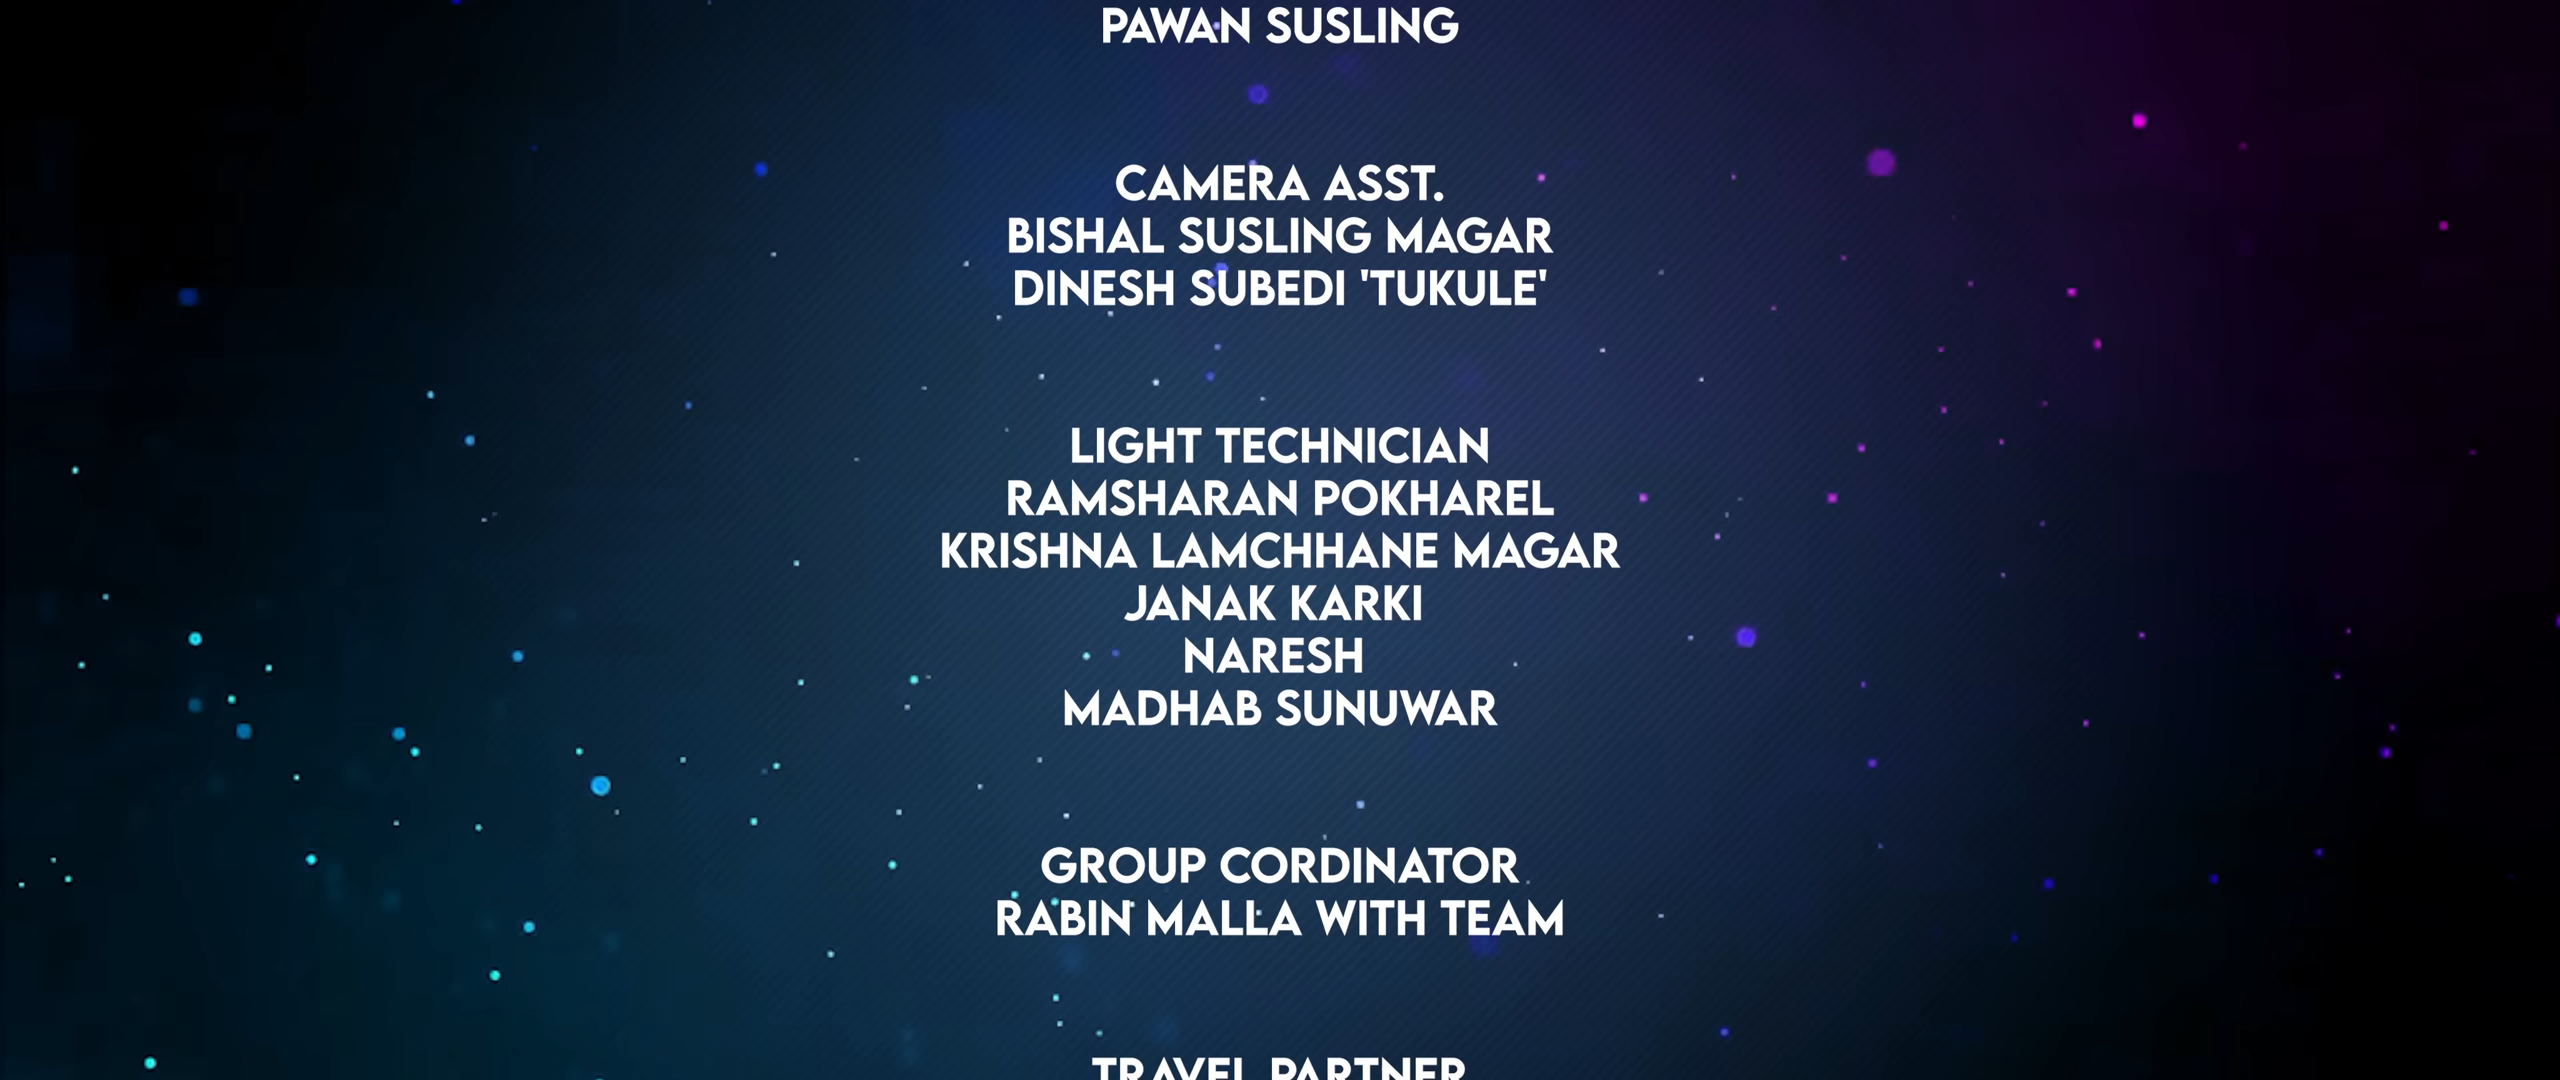 PAWAN SUSLING
CAMERA ASST.
BISHAL SUSLING MAGAR
DINESH SUBEDI 'TUKULE'
LIGHT TECHNICIAN
RAMSHARAN POKHAREL
KRISHNA LAMCHHANE MAGAR
JANAK KARKI
NARESH
MADHAB SUNUWAR
GROUP CORDINATOR
RABIN MALLA WITH TEAM
TRAVEL PARTNER